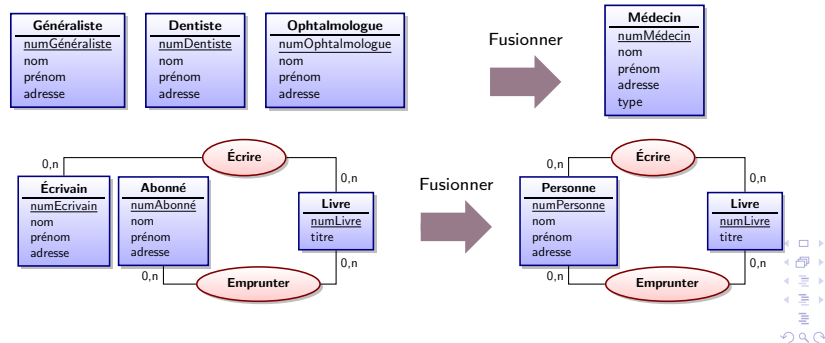 Généraliste
numGénéraliste
nom
prénom
adresse
Dentiste
numDentiste
nom
prénom
adresse
Ophtalmologue
numOphtalmologue
nom
prénom
adresse
Fusionner
Médecin
numMédecin
nom
prénom
adresse
type
Écrire
0,n
0,n
Écrivain
numEcrivain
nom
prénom
adresse
Abonné
numAbonné
nom
prénom
adresse
Livre
numLivre
titre
0,n
0,n
Emprunter
Fusionner
Écrire
0,n
0,n
Personne
numPersonne
nom
prénom
adresse
Livre
numLivre
titre
0,n
0,n
Emprunter